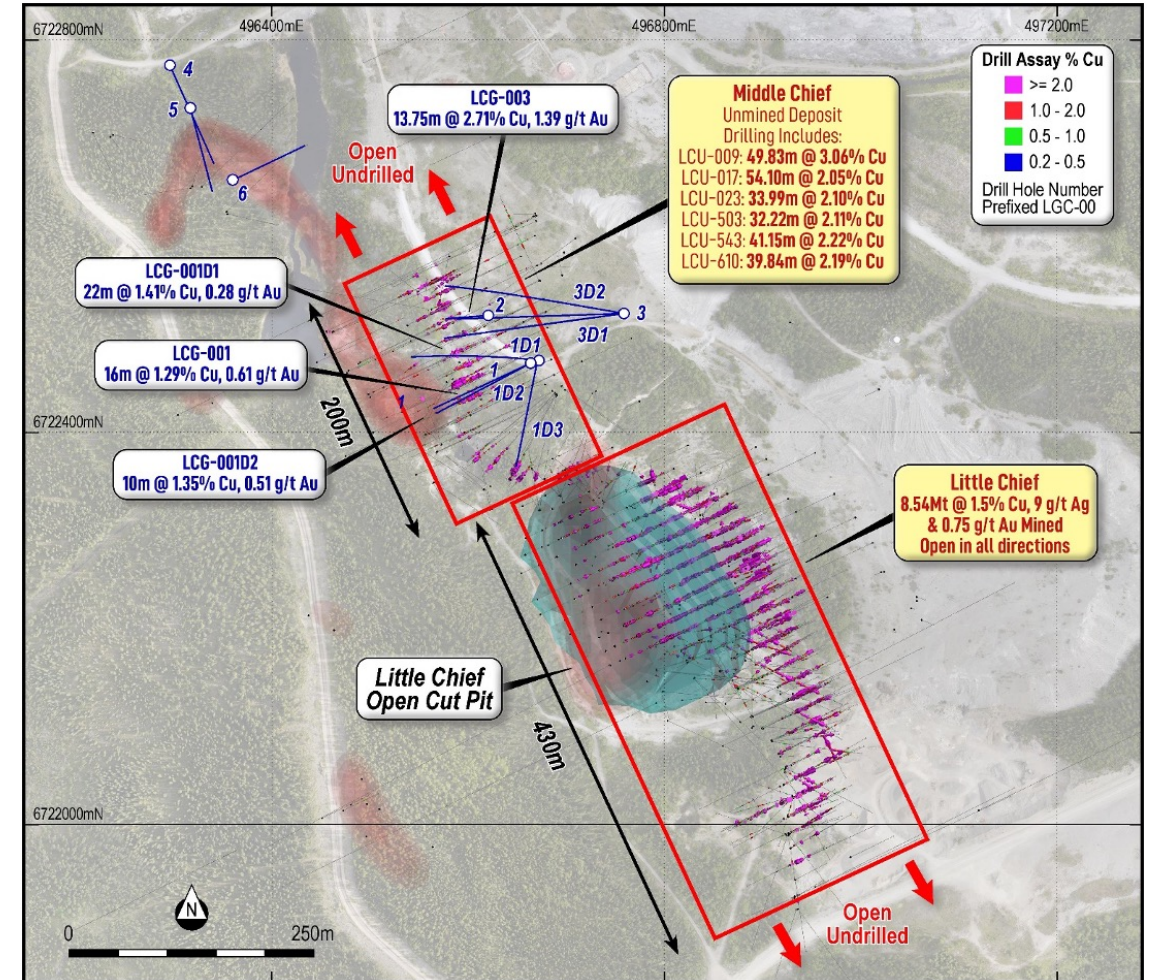 496400mE
496800mE
497200mE
6722800mN
4
5
6
LCG-003
13.75m @ 2.71% Cu, 1.39 g/t Au
Open
Undrilled
Middle Chief
Unmined Deposit
Drilling Includes:
LCU-009: 49.83m @ 3.06% Cu
LCU-017: 54.10m @ 2.05% Cu
LCU-023: 33.99m @ 2.10% Cu
LCU-503: 32.22m @ 2.11% Cu
LCU-543: 41.15m @ 2.22% Cu
LCU-610: 39.84m @ 2.19% Cu
Drill Assay % Cu
>= 2.0
1.0 - 2.0
0.5 - 1.0
0.2 - 0.5
Drill Hole Number
Prefixed LGC-00
LCG-001D1
22m @ 1.41% Cu, 0.28 g/t Au
3D2
2
3
3D1
1D1
LCG-001
16m @ 1.29% Cu, 0.61 g/t Au
1
1D2
1
200m
6722400mN
1D3
LCG-001D2
10m @ 1.35% Cu, 0.51 g/t Au
Little Chief
8.54Mt @ 1.5% Cu, 9 g/t Ag
& 0.75 g/t Au Mined
Open in all directions
Little Chief
Open Cut Pit
430m
6722000mN
N
0
250m
Open
Undrilled